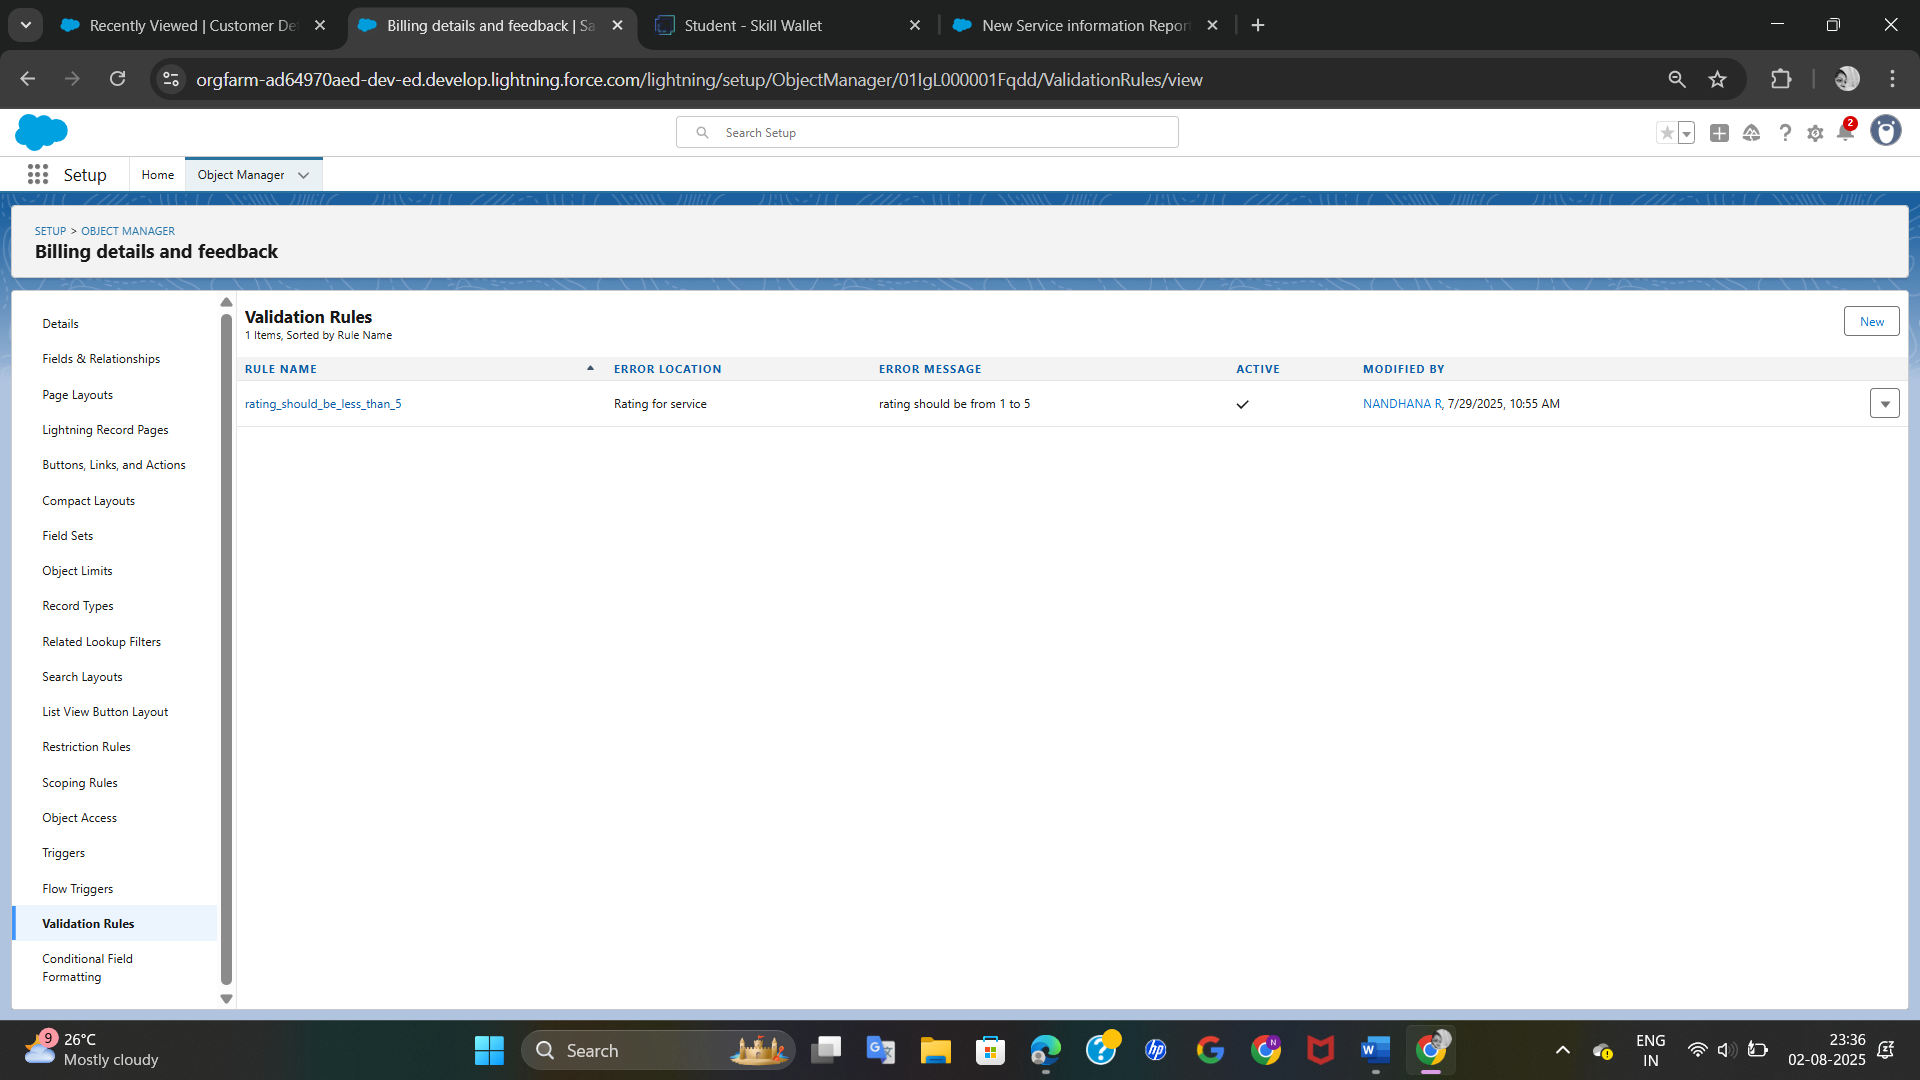 Recently Viewed | Customer De
Billing details and feedback | Sa
Student - Skill Wallet
New Service information Report
orgfarm-ad64970aed-dev-ed.develop.lightning.force.com/lightning/setup/ObjectManager/01IgL000001Fqdd/ValidationRules/view
Search Setup
2
Setup
Home
Object Manager
SETUP > OBJECT MANAGER
Billing details and feedback
Details
Fields & Relationships
Page Layouts
Lightning Record Pages
Buttons, Links, and Actions
Compact Layouts
Field Sets
Object Limits
Record Types
Related Lookup Filters
Search Layouts
List View Button Layout
Restriction Rules
Scoping Rules
Object Access
Triggers
Flow Triggers
Validation Rules
Conditional Field
Formatting
Validation Rules
1 Items, Sorted by Rule Name
New
RULE NAME ERROR LOCATION ERROR MESSAGE ACTIVE MODIFIED BY
rating_should_be_less_than_5 Rating for service rating should be from 1 to 5 NANDHANA R, 7/29/2025, 10:55 AM
9
26°C
Mostly cloudy
Search
hp
N
ENG
IN
23:36
02-08-2025